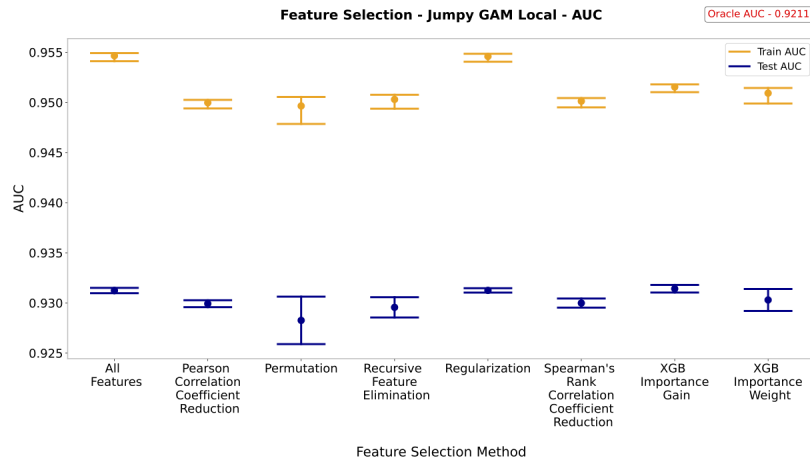 Feature Selection - Jumpy GAM Local - AUC
Oracle AUC - 0.9211
Train AUC
Test AUC
0.955
0.950
0.945
0.940
0.935
0.930
0.925
AUC
All
Features
Pearson
Correlation
Coefficient
Reduction
Permutation
Recursive
Feature
Elimination
Regularization
Spearman's
Rank
Correlation
Coefficient
Reduction
XGB
Importance
Gain
XGB
Importance
Weight
Feature Selection Method